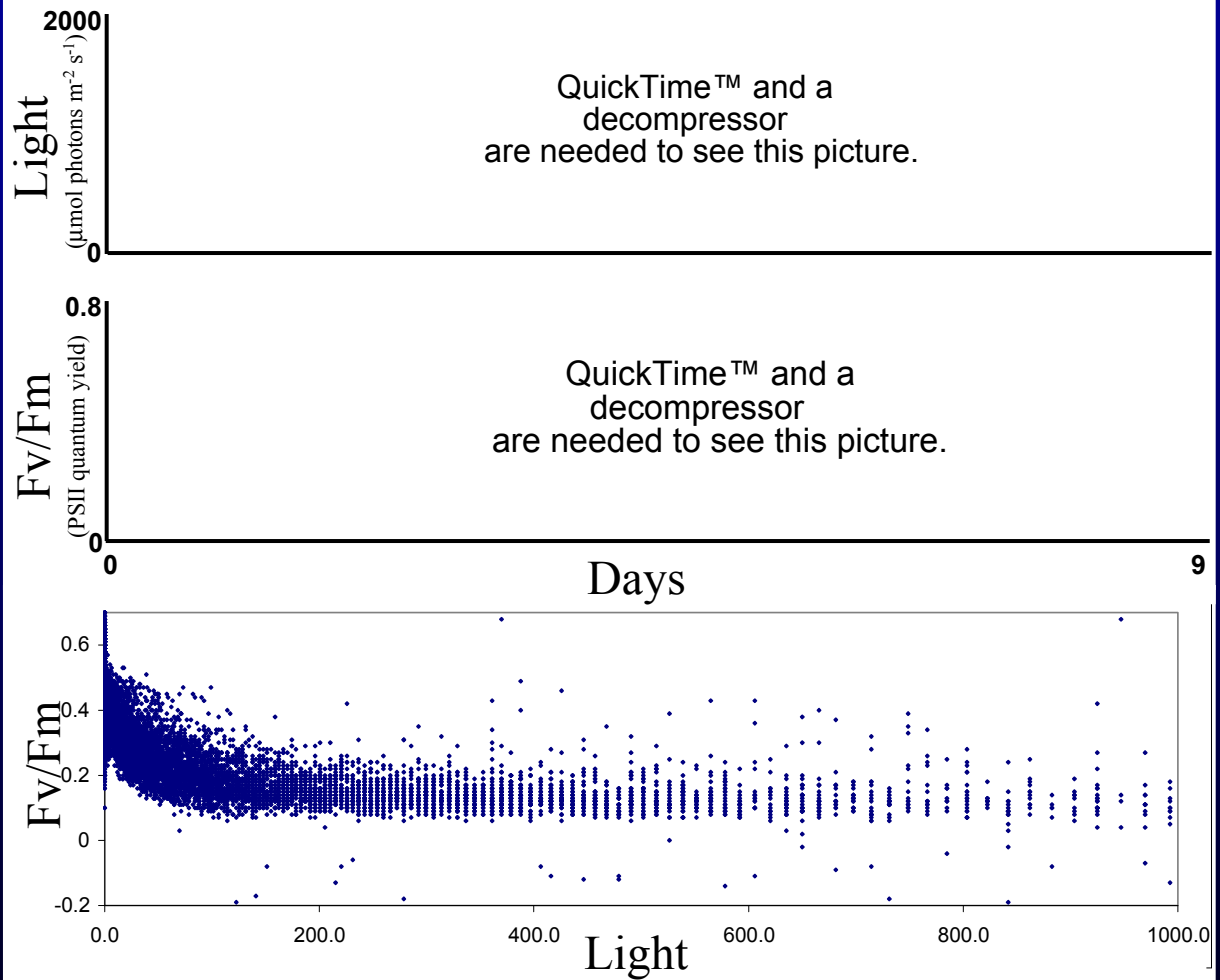 2000
Light
(μmol photons m⁻² s⁻¹)
QuickTime™ and a
decompressor
are needed to see this picture.
0
0.8
Fv/Fm
(PSII quantum yield)
QuickTime™ and a
decompressor
are needed to see this picture.
0
0
Days
9
Fv/Fm
0.6
0.4
0.2
0
-0.2
0.0
200.0
400.0
600.0
800.0
1000.0
Light